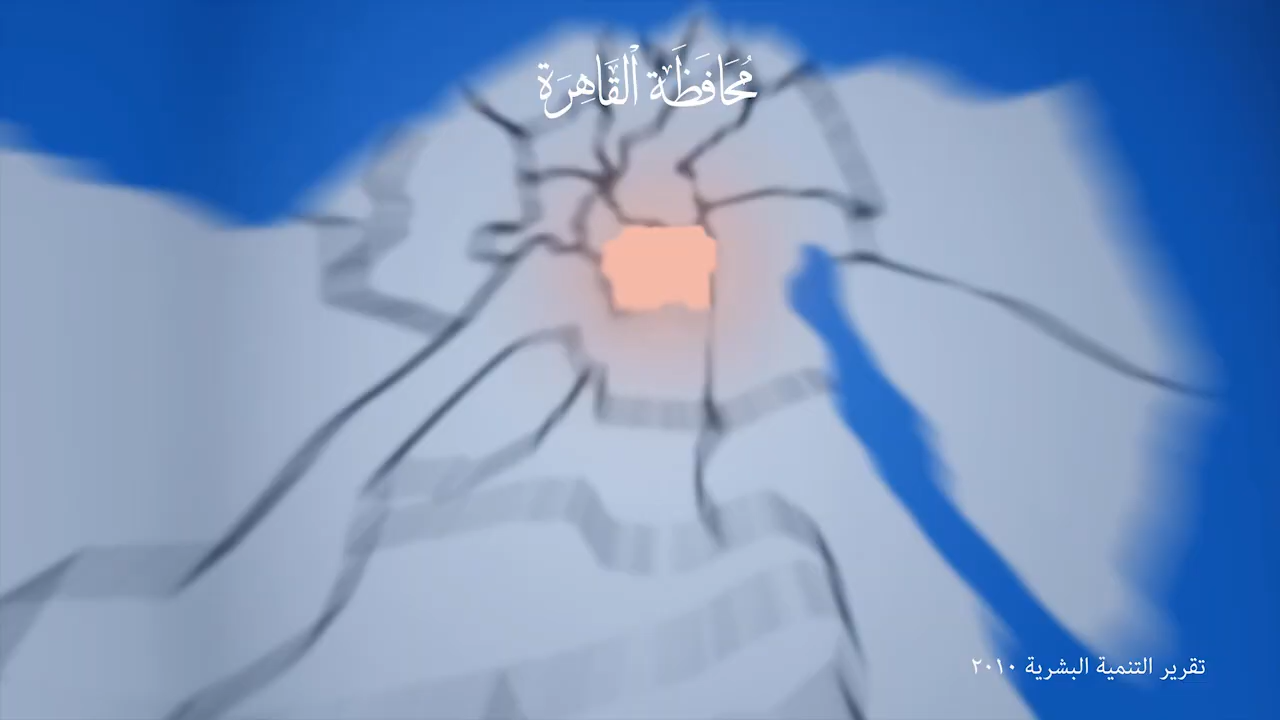 مُحَافَظَة ٱلْقَاهِرَة
تقرير التنمية البشرية ٢٠١٠